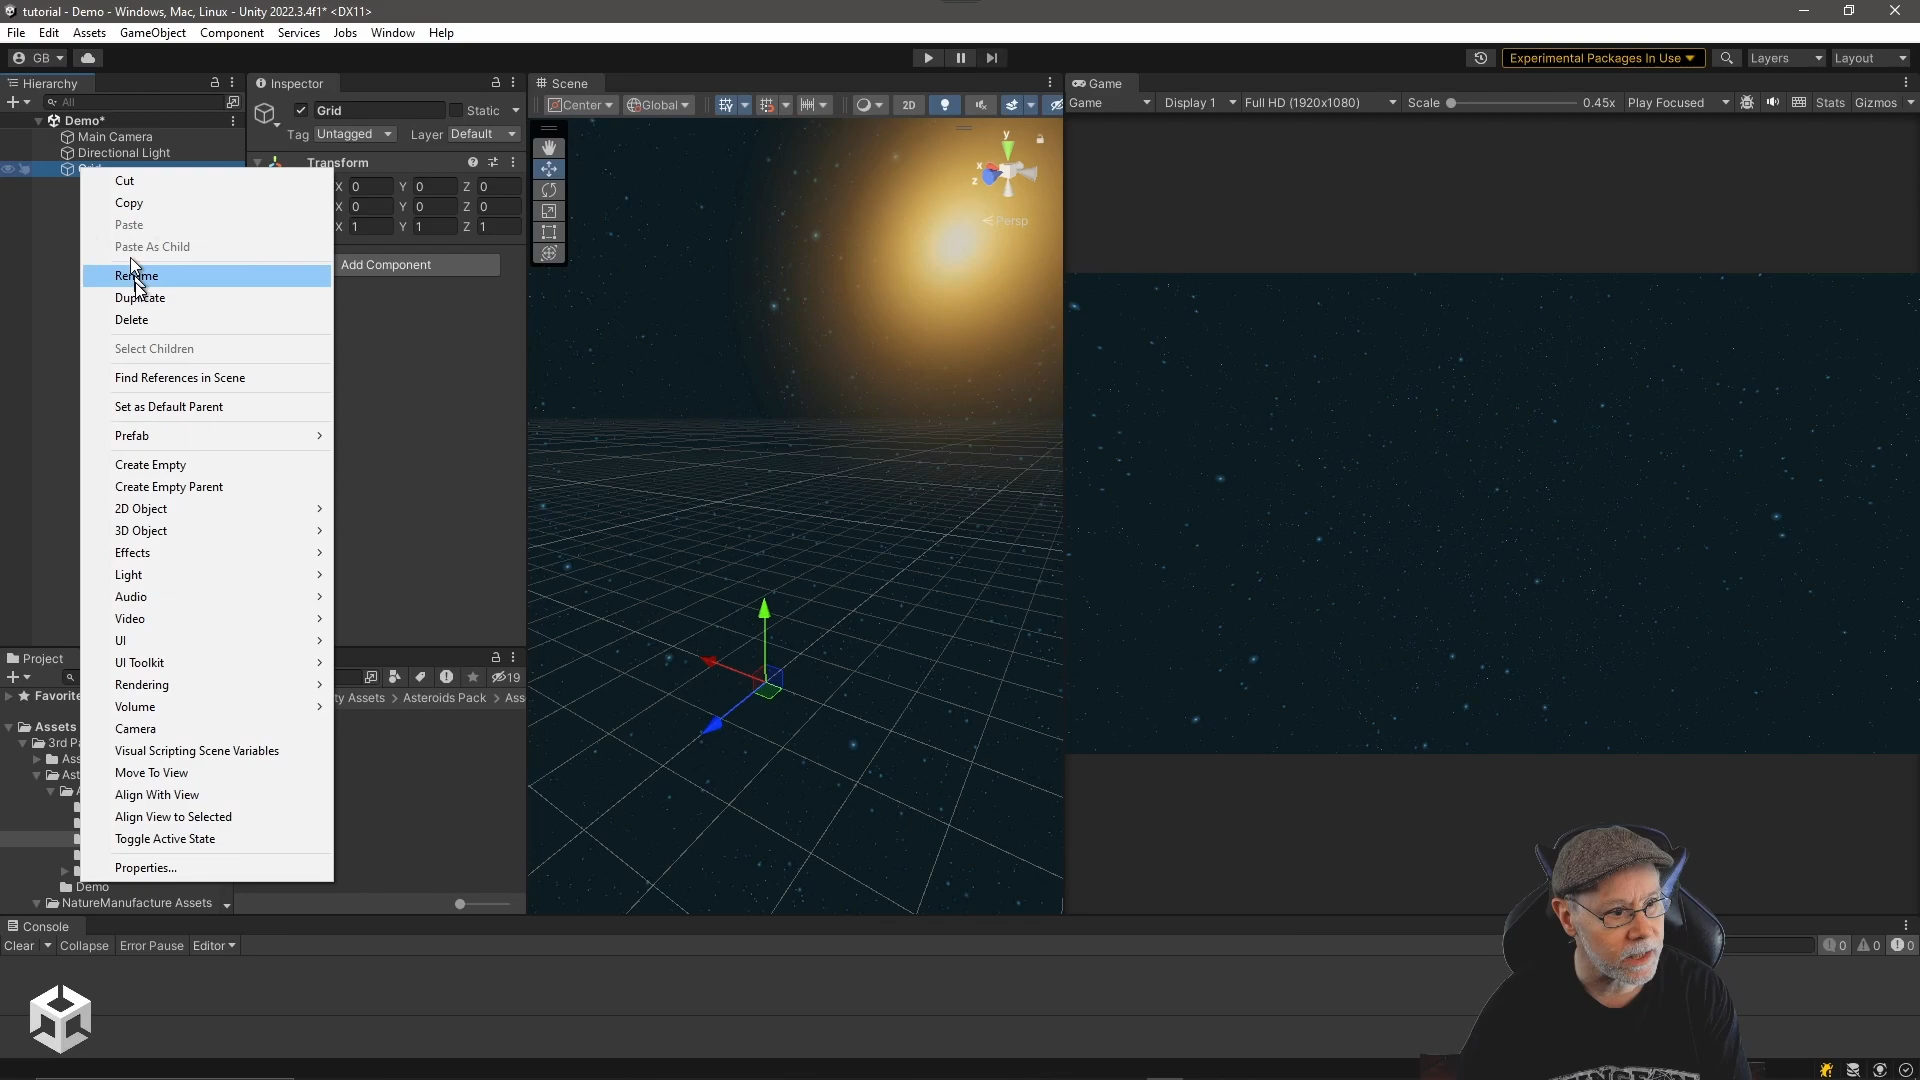 tutorial - Demo - Windows, Mac, Linux - Unity 2022.3.4f1* <DX11>
File Edit Assets GameObject Component Services Jobs Window Help
GB Experimental Packages In Use Layers Layout
Hierarchy
All
Demo*
Main Camera
Directional Light
Cut
Copy
Paste
Paste As Child
Rename
Duplicate
Delete
Select Children
Find References in Scene
Set as Default Parent
Prefab
Create Empty
Create Empty Parent
2D Object
3D Object
Effects
Light
Audio
Video
UI
UI Toolkit
Rendering
Volume
Camera
Visual Scripting Scene Variables
Move To View
Align With View
Align View to Selected
Toggle Active State
Properties...
Inspector
Grid Static
Tag Untagged Layer Default
Transform
X 0 Y 0 Z 0
X 0 Y 0 Z 0
X 1 Y 1 Z 1
Add Component
Scene
Center Global 2D
y
x
z
Persp
Game
Game Display 1 Full HD (1920x1080) Scale 0.45x Play Focused Stats Gizmos
Project
19
Favorite
ty Assets > Asteroids Pack > Ass
Assets
3rd Pa
Ass
Ast
A
Demo
NatureManufacture Assets
Console
Clear Collapse Error Pause Editor
0 0 0